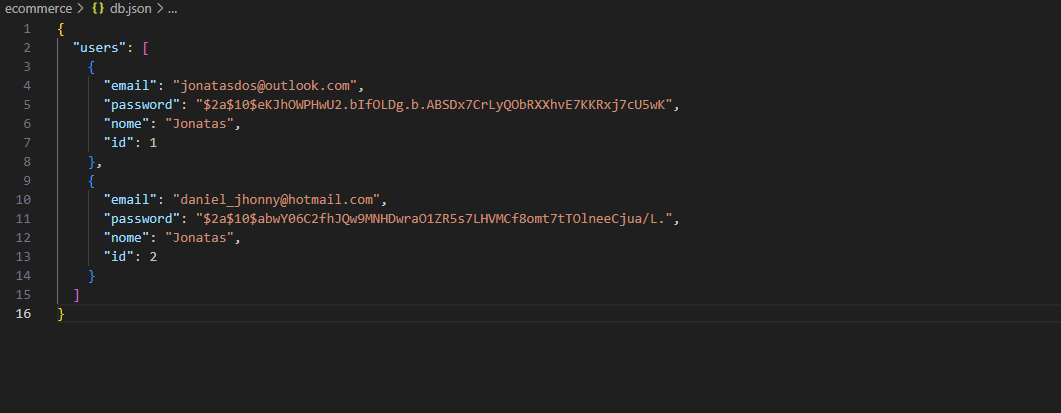 ecommerce > {} db.json > ...
1 {
2 "users": [
3 {
4 "email": "jonatasdos@outlook.com",
5 "password": "$2a$10$eKJhOWPHwU2.bIfOLDg.b.ABSDx7CrLyQObRXXhvE7KKRxj7cU5wK",
6 "nome": "Jonatas",
7 "id": 1
8 },
9 {
10 "email": "daniel_jhonny@hotmail.com",
11 "password": "$2a$10$abwY06C2fhJQw9MNHDwraO1ZR5s7LHVMCf8omt7tTOlneeCjua/L.",
12 "nome": "Jonatas",
13 "id": 2
14 }
15 ]
16 }